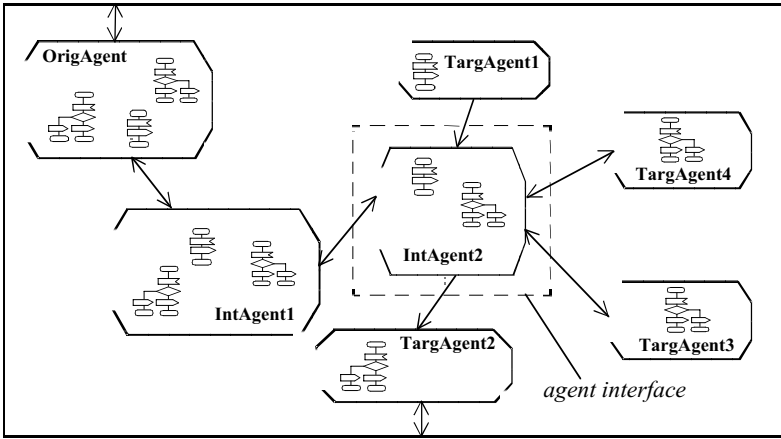 OrigAgent
TargAgent1
TargAgent4
IntAgent2
IntAgent1
TargAgent3
TargAgent2
agent interface